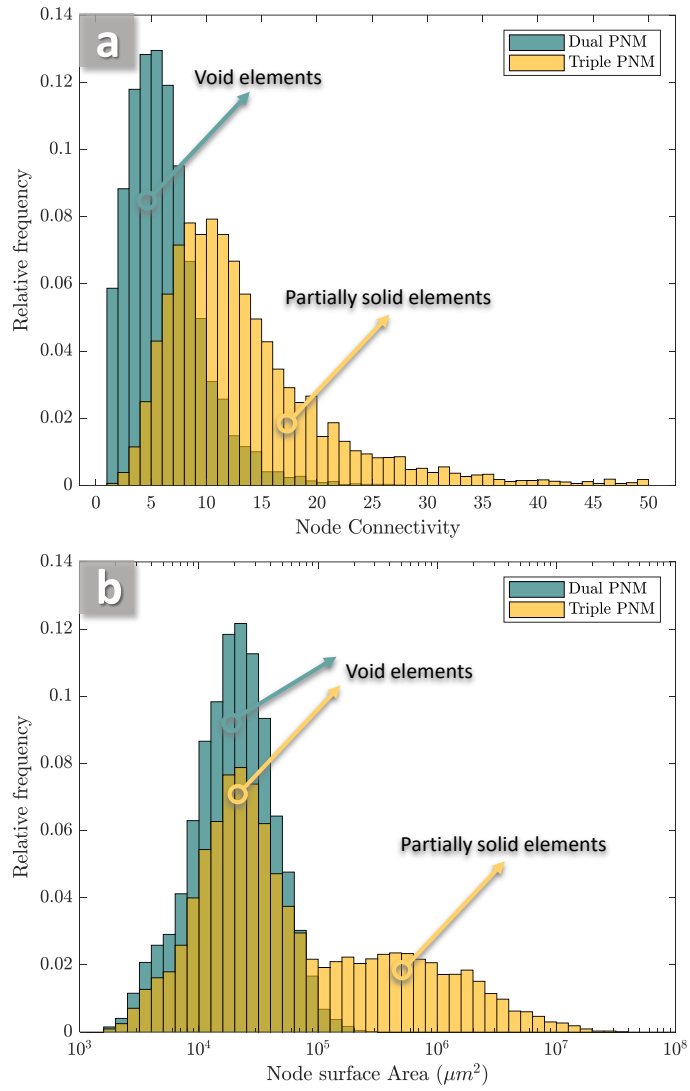 a
0.14
0.12
0.1
0.08
0.06
0.04
0.02
0
Relative frequency
Dual PNM
Triple PNM
Void elements
Partially solid elements
0 5 10 15 20 25 30 35 40 45 50
Node Connectivity
b
0.14
0.12
0.1
0.08
0.06
0.04
0.02
0
Relative frequency
Dual PNM
Triple PNM
Void elements
Partially solid elements
10³ 10⁴ 10⁵ 10⁶ 10⁷ 10⁸
Node surface Area (μm²)